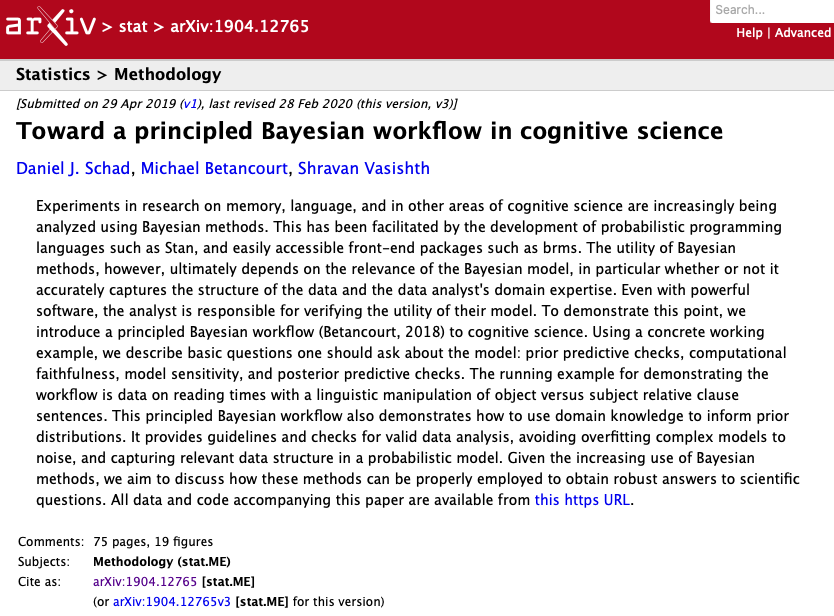 arXiv > stat > arXiv:1904.12765
Search...
Help | Advanced
Statistics > Methodology
[Submitted on 29 Apr 2019 (v1), last revised 28 Feb 2020 (this version, v3)]
Toward a principled Bayesian workflow in cognitive science
Daniel J. Schad, Michael Betancourt, Shravan Vasishth
Experiments in research on memory, language, and in other areas of cognitive science are increasingly being
analyzed using Bayesian methods. This has been facilitated by the development of probabilistic programming
languages such as Stan, and easily accessible front-end packages such as brms. The utility of Bayesian
methods, however, ultimately depends on the relevance of the Bayesian model, in particular whether or not it
accurately captures the structure of the data and the data analyst's domain expertise. Even with powerful
software, the analyst is responsible for verifying the utility of their model. To demonstrate this point, we
introduce a principled Bayesian workflow (Betancourt, 2018) to cognitive science. Using a concrete working
example, we describe basic questions one should ask about the model: prior predictive checks, computational
faithfulness, model sensitivity, and posterior predictive checks. The running example for demonstrating the
workflow is data on reading times with a linguistic manipulation of object versus subject relative clause
sentences. This principled Bayesian workflow also demonstrates how to use domain knowledge to inform prior
distributions. It provides guidelines and checks for valid data analysis, avoiding overfitting complex models to
noise, and capturing relevant data structure in a probabilistic model. Given the increasing use of Bayesian
methods, we aim to discuss how these methods can be properly employed to obtain robust answers to scientific
questions. All data and code accompanying this paper are available from this https URL.
Comments: 75 pages, 19 figures
Subjects: Methodology (stat.ME)
Cite as: arXiv:1904.12765 [stat.ME]
(or arXiv:1904.12765v3 [stat.ME] for this version)